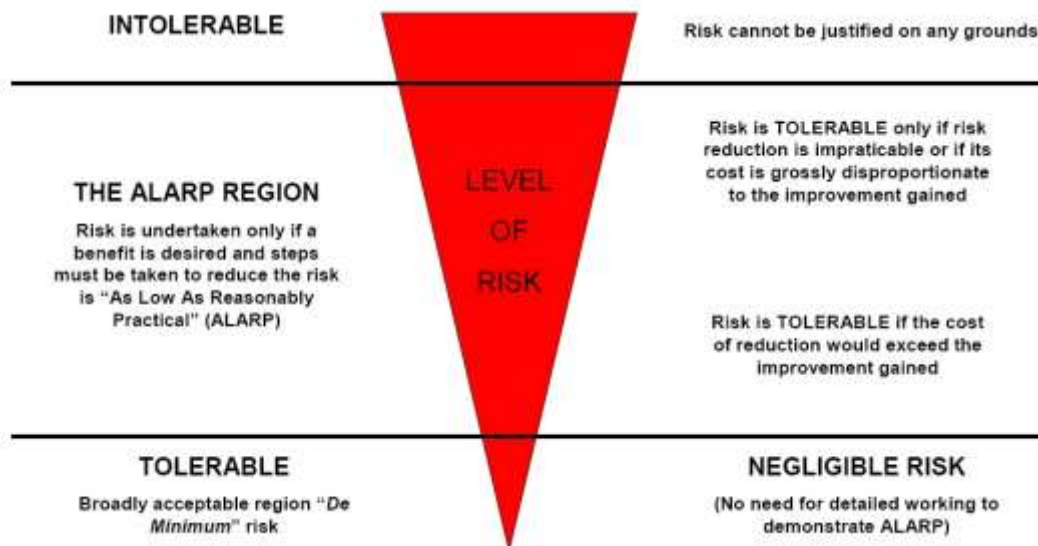 INTOLERABLE
Risk cannot be justified on any grounds
THE ALARP REGION
Risk is undertaken only if a
benefit is desired and steps
must be taken to reduce the risk
is “As Low As Reasonably
Practical” (ALARP)
LEVEL
OF
RISK
Risk is TOLERABLE only if risk
reduction is impraticable or if its
cost is grossly disproportionate
to the improvement gained
Risk is TOLERABLE if the cost
of reduction would exceed the
improvement gained
TOLERABLE
Broadly acceptable region “De
Minimum” risk
NEGLIGIBLE RISK
(No need for detailed working to
demonstrate ALARP)